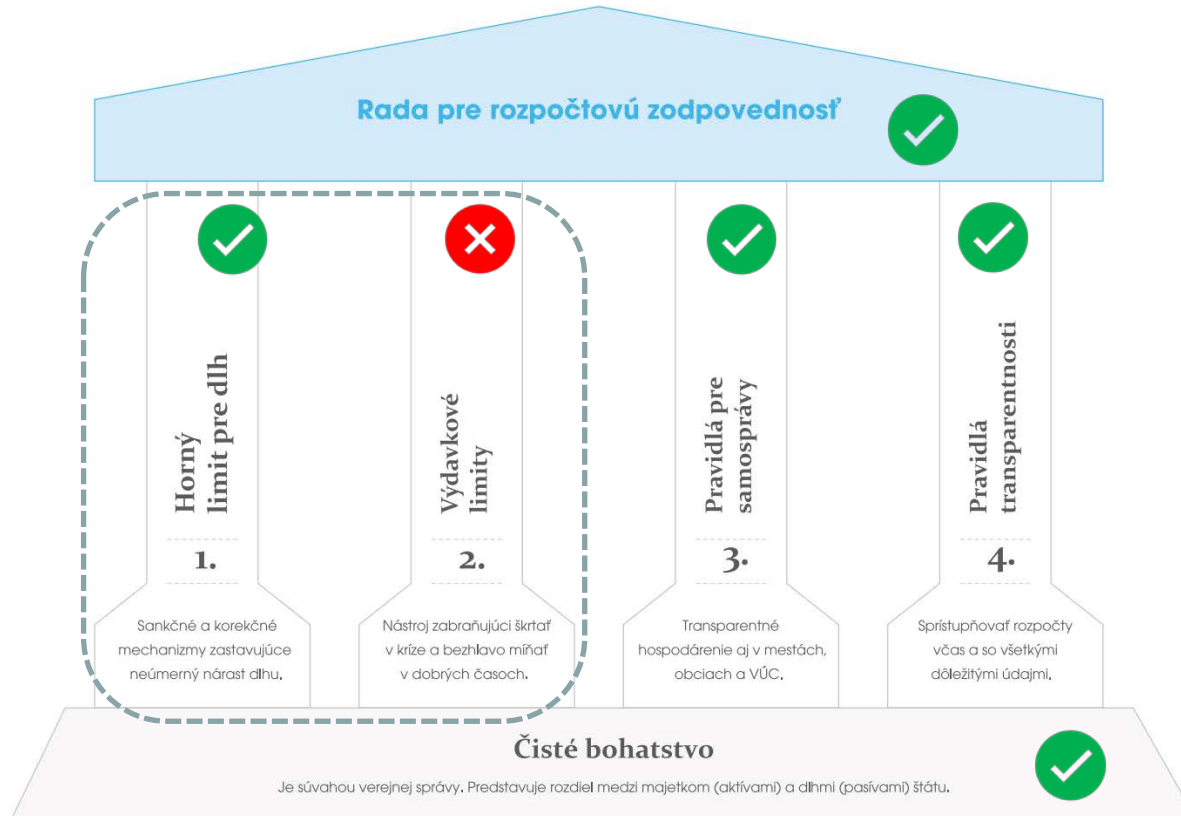 Rada pre rozpočtovú zodpovednosť
Horný
limit pre dlh
1.
Sankčné a korekčné
mechanizmy zastavujúce
neúmerný nárast dlhu.
Výdavkové
limity
2.
Nástroj zabraňujúci škrtať
v kríze a bezhlavo míňať
v dobrých časoch.
Pravidlá pre
samosprávy
3.
Transparentné
hospodárenie aj v mestách,
obciach a VÚC.
Pravidlá
transparentnosti
4.
Sprístupňovať rozpočty
včas a so všetkými
dôležitými údajmi.
Čisté bohatstvo
Je súvahou verejnej správy. Predstavuje rozdiel medzi majetkom (aktívami) a dlhmi (pasívami) štátu.